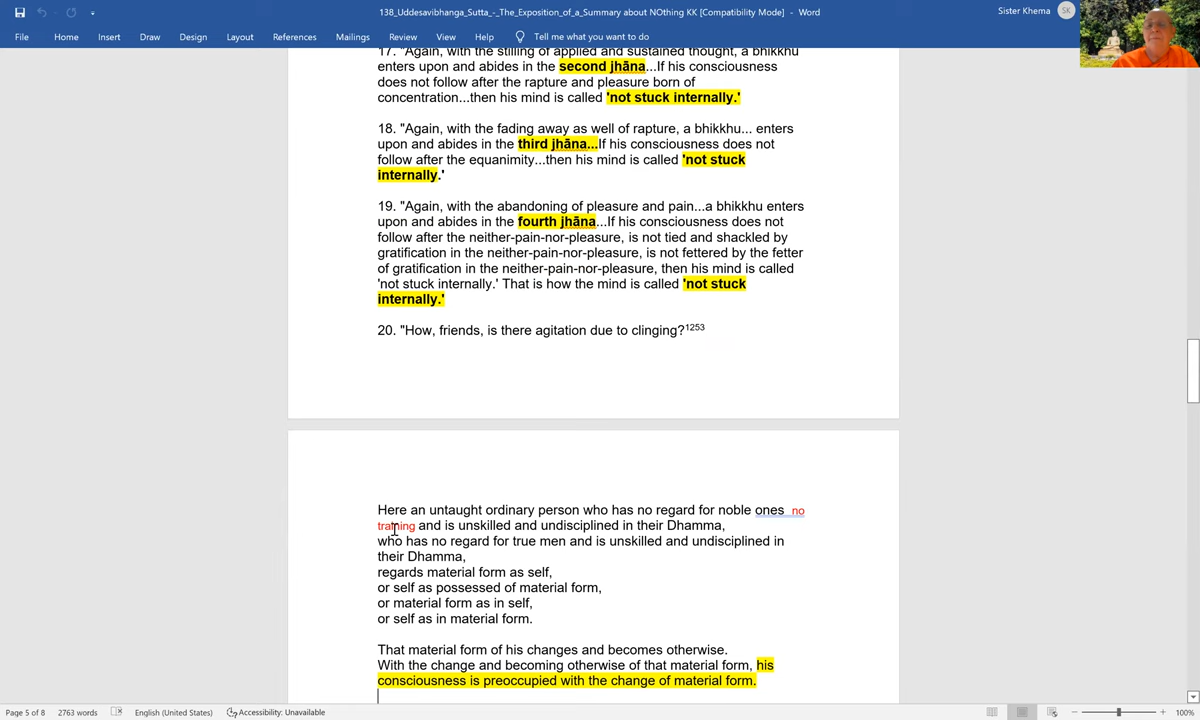 138_Uddesavibhanga_Sutta_-_The_Exposition_of_a_Summary about NOthing KK [Compatibility Mode] - Word
Sister Khema
SK
File Home Insert Draw Design Layout References Mailings Review View Help Tell me what you want to do
17. "Again, with the stilling of applied and sustained thought, a bhikkhu
enters upon and abides in the second jhāna...If his consciousness
does not follow after the rapture and pleasure born of
concentration...then his mind is called 'not stuck internally.'
18. "Again, with the fading away as well of rapture, a bhikkhu... enters
upon and abides in the third jhāna...If his consciousness does not
follow after the equanimity...then his mind is called 'not stuck
internally.'
19. "Again, with the abandoning of pleasure and pain...a bhikkhu enters
upon and abides in the fourth jhāna...If his consciousness does not
follow after the neither-pain-nor-pleasure, is not tied and shackled by
gratification in the neither-pain-nor-pleasure, is not fettered by the fetter
of gratification in the neither-pain-nor-pleasure, then his mind is called
'not stuck internally.' That is how the mind is called 'not stuck
internally.'
20. "How, friends, is there agitation due to clinging?1253
Here an untaught ordinary person who has no regard for noble ones no
training and is unskilled and undisciplined in their Dhamma,
who has no regard for true men and is unskilled and undisciplined in
their Dhamma,
regards material form as self,
or self as possessed of material form,
or material form as in self,
or self as in material form.
That material form of his changes and becomes otherwise.
With the change and becoming otherwise of that material form, his
consciousness is preoccupied with the change of material form.
Page 5 of 8 2763 words English (United States) Accessibility: Unavailable 100%